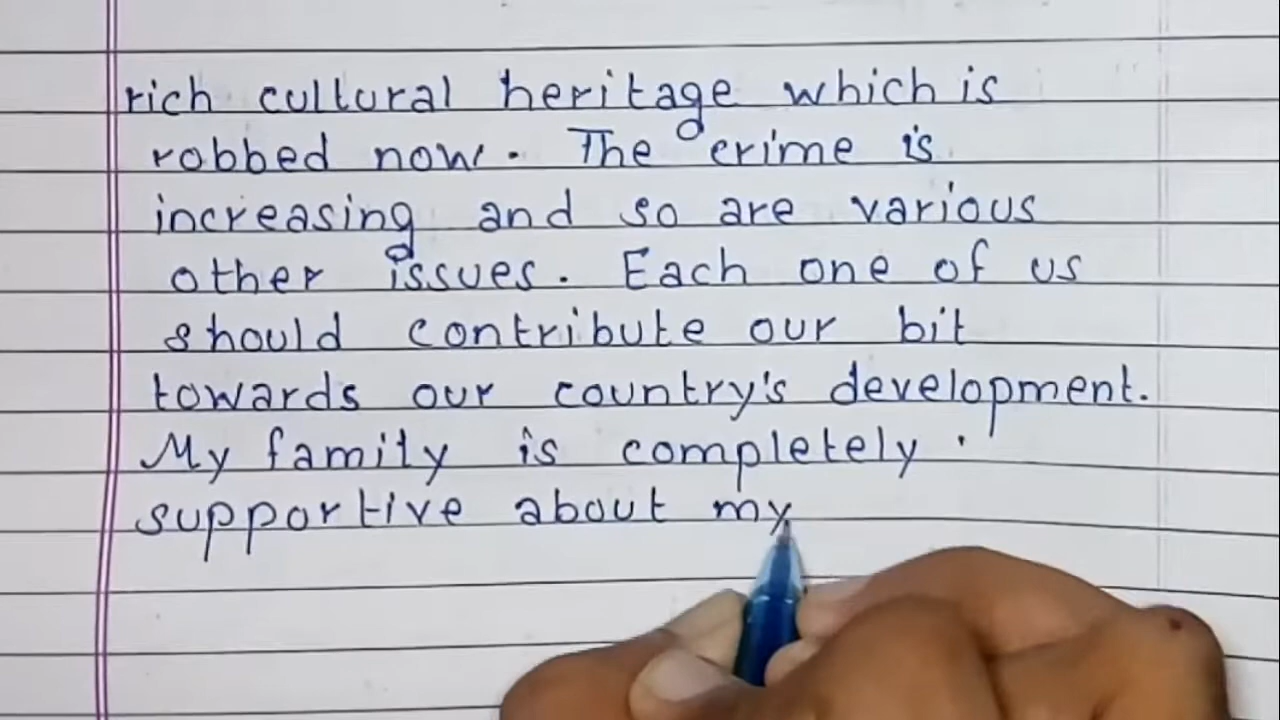 rich cultural heritage which is
robbed now. The crime is
increasing and so are various
other issues. Each one of us
should contribute our bit
towards our country's development.
My family is completely
supportive about my